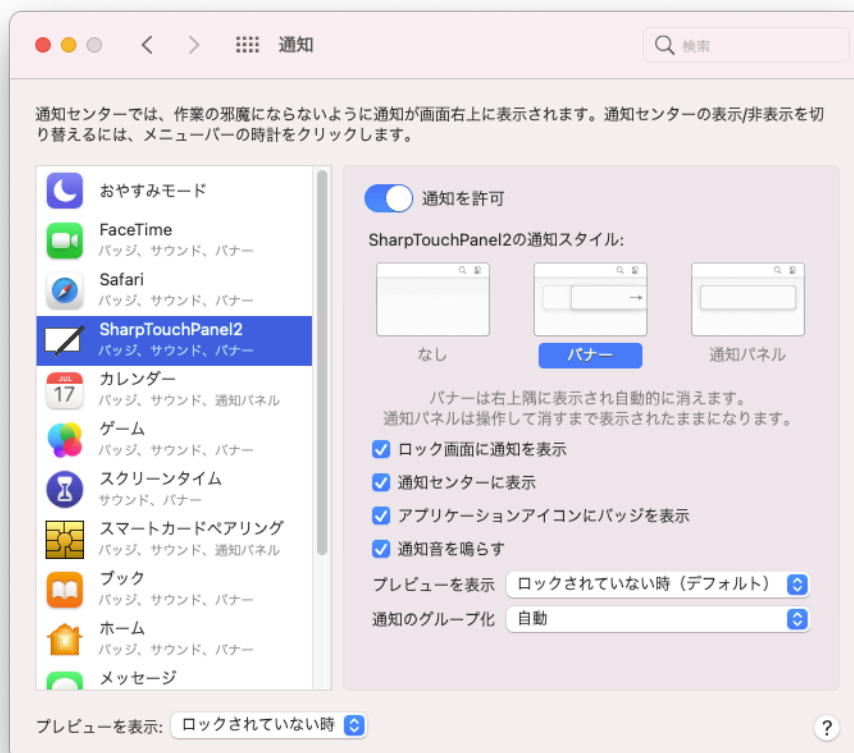 通知
検索
通知センターでは、作業の邪魔にならないように通知が画面右上に表示されます。通知センターの表示/非表示を切
り替えるには、メニューバーの時計をクリックします。
おやすみモード
FaceTime
バッジ、サウンド、バナー
Safari
バッジ、サウンド、バナー
SharpTouchPanel2
バッジ、サウンド、バナー
JUL
17
カレンダー
バッジ、サウンド、通知パネル
ゲーム
バッジ、サウンド、バナー
スクリーンタイム
サウンド、バナー
スマートカードペアリング
バッジ、サウンド、通知パネル
ブック
バッジ、サウンド、バナー
ホーム
バッジ、サウンド、バナー
メッセージ
通知を許可
SharpTouchPanel2の通知スタイル:
なし
バナー
通知パネル
バナーは右上隅に表示され自動的に消えます。
通知パネルは操作して消すまで表示されたままになります。
ロック画面に通知を表示
通知センターに表示
アプリケーションアイコンにバッジを表示
通知音を鳴らす
プレビューを表示 ロックされていない時（デフォルト）
通知のグループ化 自動
プレビューを表示: ロックされていない時
?